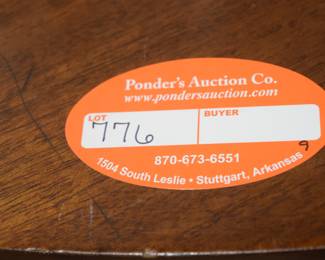 Ponder's Auction Co.
www.pondersauction.com
LOT BUYER
776
870-673-6551
1504 South Leslie • Stuttgart, Arkansas
9